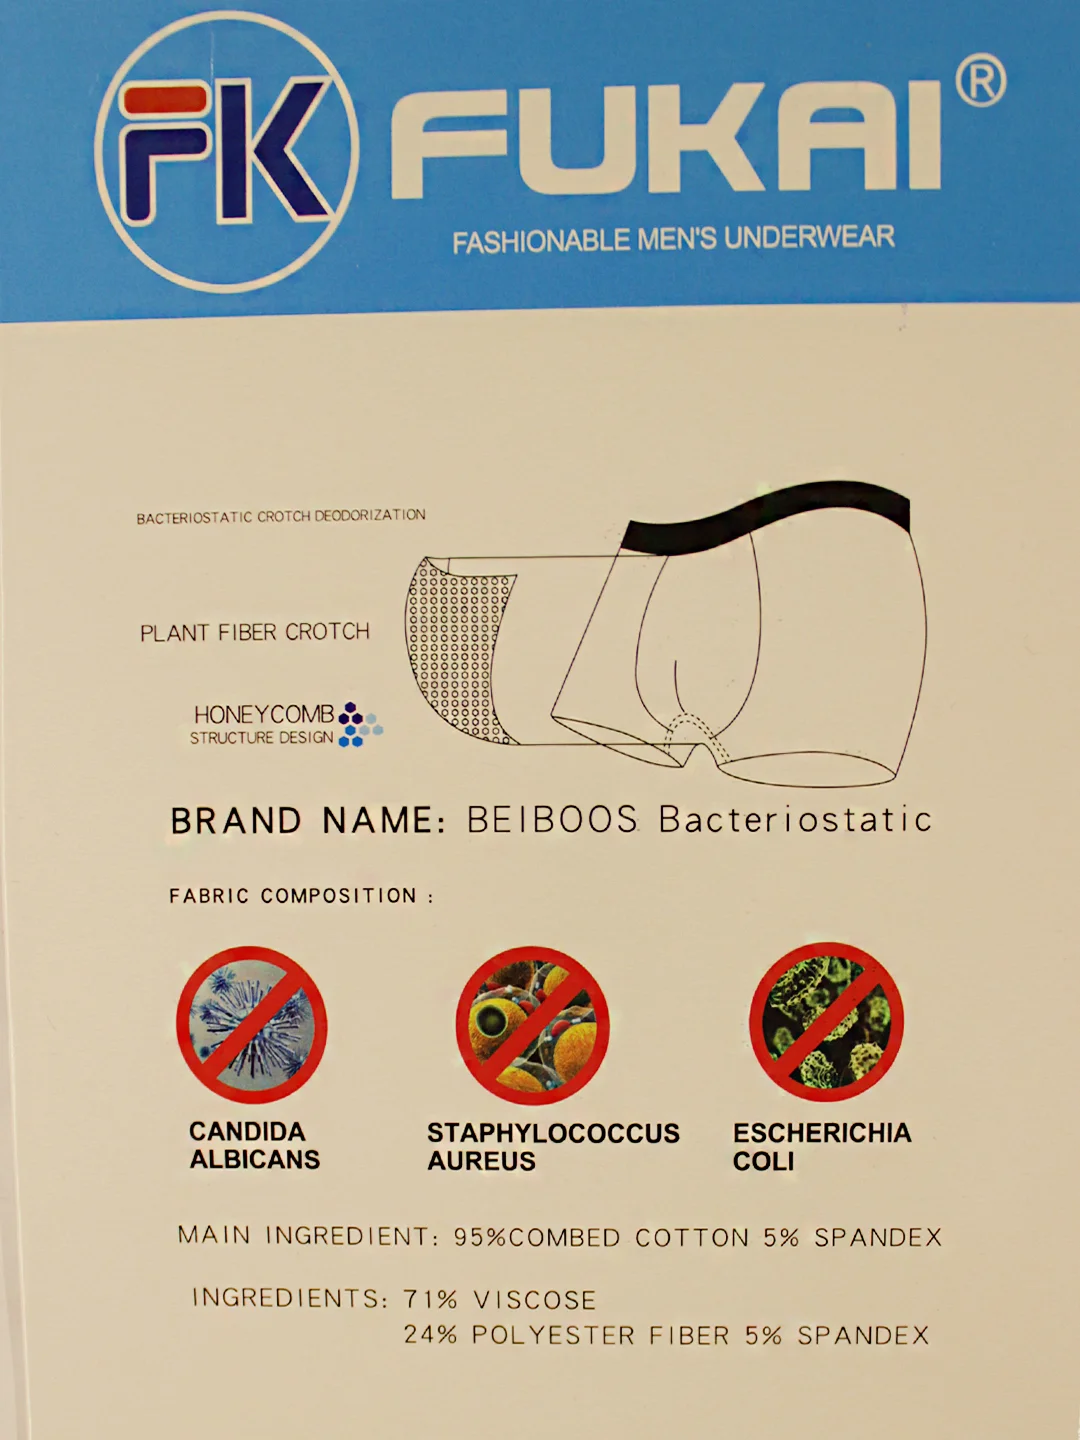 FK FUKAI®
FASHIONABLE MEN'S UNDERWEAR
BACTERIOSTATIC CROTCH DEODORIZATION
PLANT FIBER CROTCH
HONEYCOMB
STRUCTURE DESIGN
BRAND NAME: BEIBOOS Bacteriostatic
FABRIC COMPOSITION :
CANDIDA
ALBICANS
STAPHYLOCOCCUS
AUREUS
ESCHERICHIA
COLI
MAIN INGREDIENT: 95%COMBED COTTON 5% SPANDEX
INGREDIENTS: 71% VISCOSE
24% POLYESTER FIBER 5% SPANDEX